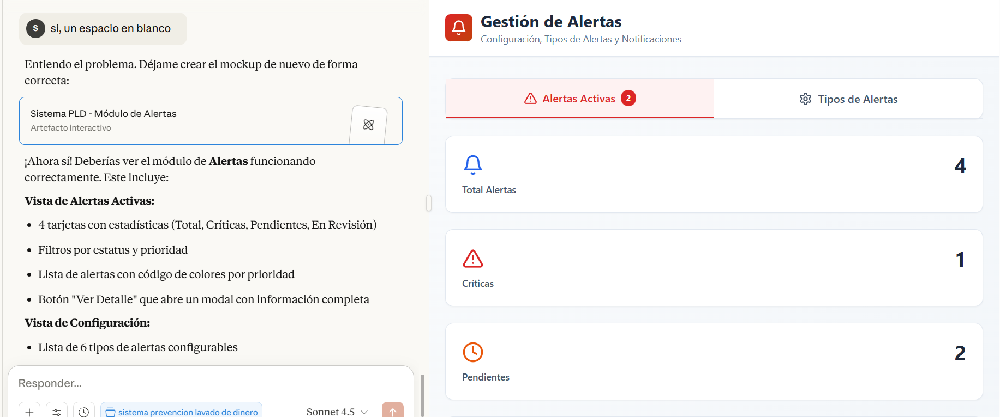 S si, un espacio en blanco
Entiendo el problema. Déjame crear el mockup de nuevo de forma
correcta:
Sistema PLD - Módulo de Alertas
Artefacto interactivo
¡Ahora sí! Deberías ver el módulo de Alertas funcionando
correctamente. Este incluye:
Vista de Alertas Activas:
• 4 tarjetas con estadísticas (Total, Críticas, Pendientes, En Revisión)
• Filtros por estatus y prioridad
• Lista de alertas con código de colores por prioridad
• Botón "Ver Detalle" que abre un modal con información completa
Vista de Configuración:
• Lista de 6 tipos de alertas configurables
Responder...
sistema prevencion lavado de dinero
Sonnet 4.5
Gestión de Alertas
Configuración, Tipos de Alertas y Notificaciones
Alertas Activas 2
Tipos de Alertas
4
Total Alertas
1
Críticas
2
Pendientes